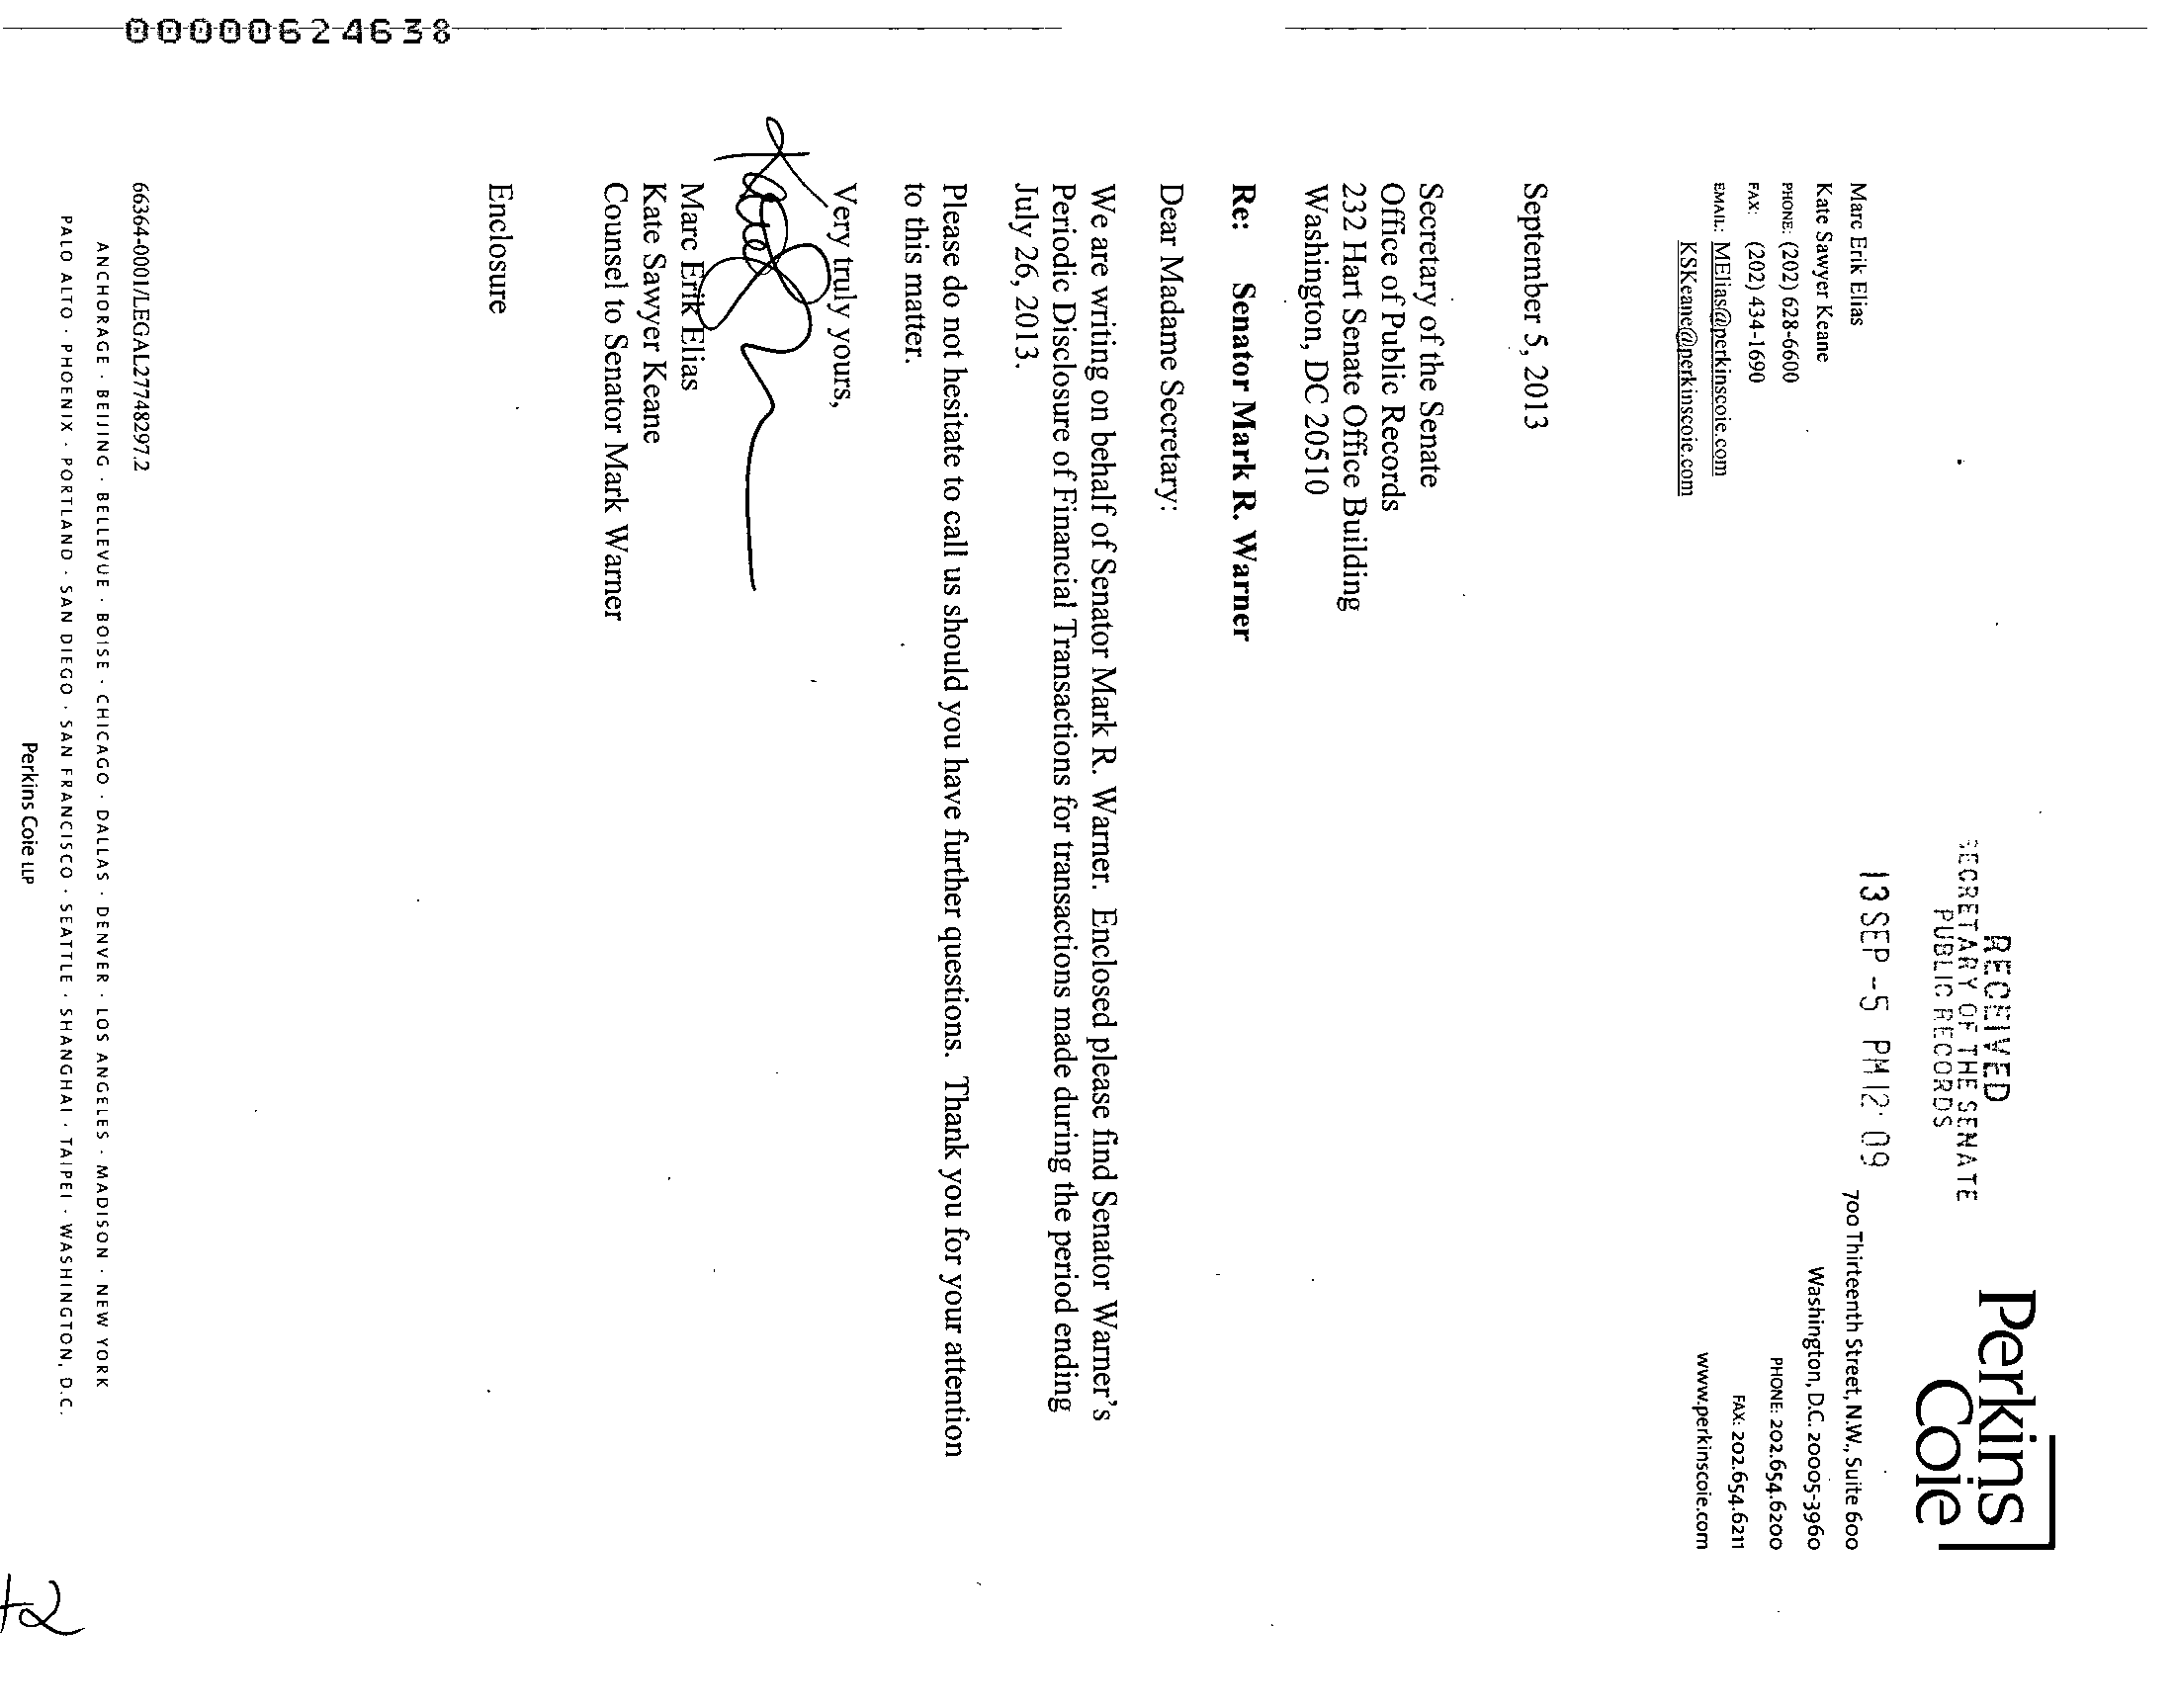 Perkins
Coie
RECEIVED
SECRETARY OF THE SENATE
PUBLIC RECORDS
13 SEP -5 PM 12: 09
700 Thirteenth Street, N.W., Suite 600
Washington, D.C. 20005-3960
PHONE: 202.654.6200
FAX: 202.654.6211
www.perkinscoie.com
Marc Erik Elias
Kate Sawyer Keane
PHONE: (202) 628-6600
FAX: (202) 434-1690
EMAIL: MElias@perkinscoie.com
KSKeane@perkinscoie.com
September 5, 2013
Secretary of the Senate
Office of Public Records
232 Hart Senate Office Building
Washington, DC 20510
Re: Senator Mark R. Warner
Dear Madame Secretary:
We are writing on behalf of Senator Mark R. Warner. Enclosed please find Senator Warner's
Periodic Disclosure of Financial Transactions for transactions made during the period ending
July 26, 2013.
Please do not hesitate to call us should you have further questions. Thank you for your attention
to this matter.
Very truly yours,
Marc Erik Elias
Kate Sawyer Keane
Counsel to Senator Mark Warner
Enclosure
66364-0001/LEGAL27748297.2
ANCHORAGE · BEIJING · BELLEVUE · BOISE · CHICAGO · DALLAS · DENVER · LOS ANGELES · MADISON · NEW YORK
PALO ALTO · PHOENIX · PORTLAND · SAN DIEGO · SAN FRANCISCO · SEATTLE · SHANGHAI · TAIPEI · WASHINGTON, D.C.
Perkins Coie LLP
00000624638